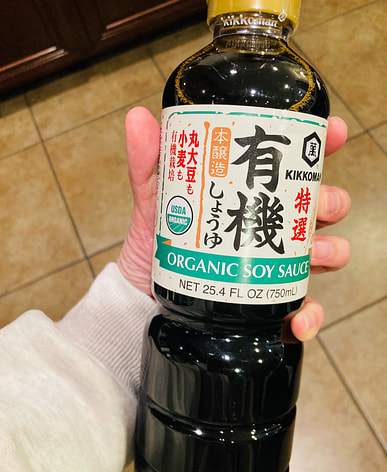 kikkoman
萬
KIKKOMAN
特選
有機
本醸造
しょうゆ
丸大豆も
小麦も
有機栽培
USDA
ORGANIC
ORGANIC SOY SAUCE
NET 25.4 FL OZ (750mL)